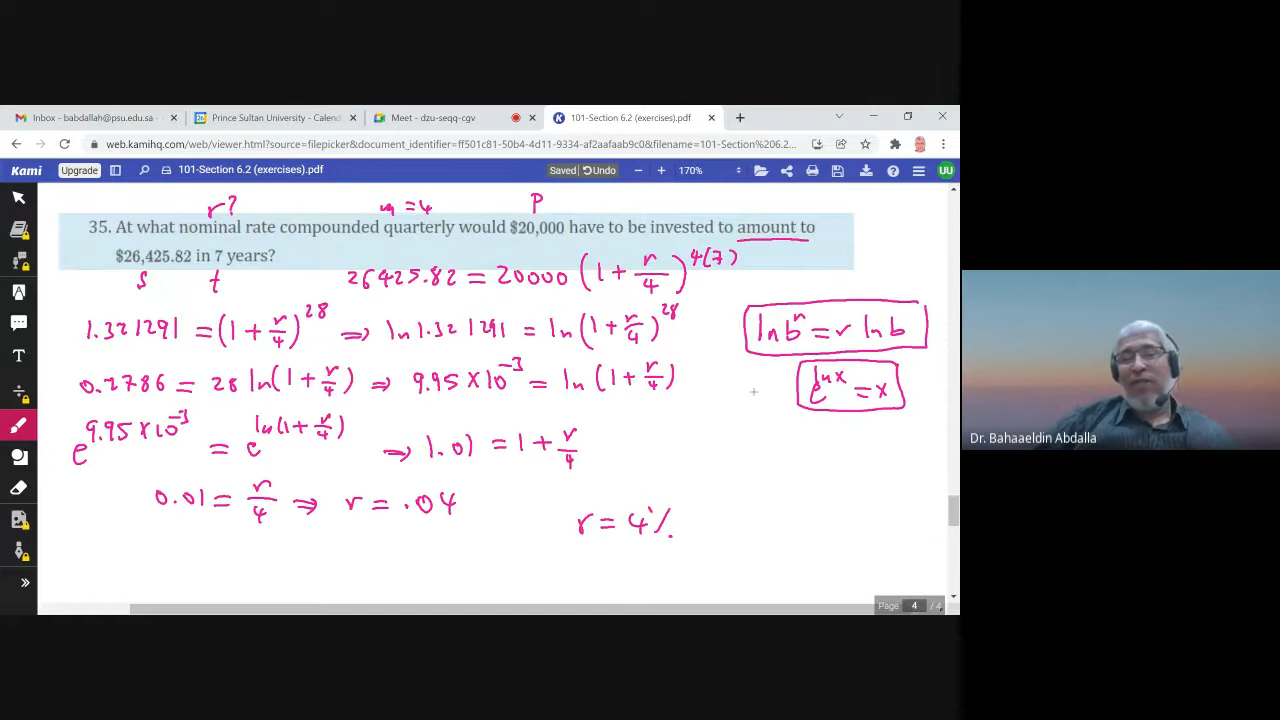 Inbox - babdallah@psu.edu.sa -
Prince Sultan University - Calend
Meet - dzu-seqq-cgv
101-Section 6.2 (exercises).pdf
web.kamihq.com/web/viewer.html?source=filepicker&document_identifier=ff501c81-50b4-4d11-9334-af2aafaab9c0&filename=101-Section%206.2...
Kami Upgrade 101-Section 6.2 (exercises).pdf Saved Undo 170% UU
r? m=4 P
35. At what nominal rate compounded quarterly would $20,000 have to be invested to amount to
$26,425.82 in 7 years?
S t 26425.82 = 20000 (1 + r/4)^4(7)
1.321291 = (1 + r/4)^28 ⇒ ln 1.321291 = ln (1 + r/4)^28
ln b^r = r ln b
0.2786 = 28 ln(1 + r/4) ⇒ 9.95 × 10^-3 = ln (1 + r/4)
e^ln x = x
e^9.95 × 10^-3 = e^ln(1 + r/4) ⇒ 1.01 = 1 + r/4
0.01 = r/4 ⇒ r = .04
r = 4%
Page 4 / 4
Dr. Bahaaeldin Abdalla